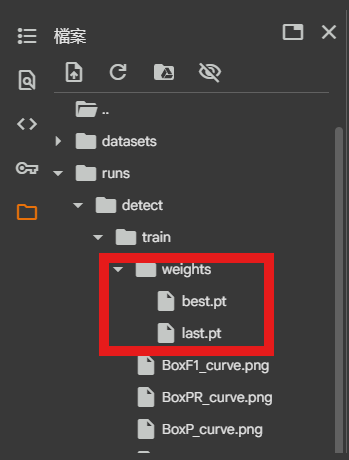 檔案
..
datasets
runs
detect
train
weights
best.pt
last.pt
BoxF1_curve.png
BoxPR_curve.png
BoxP_curve.png